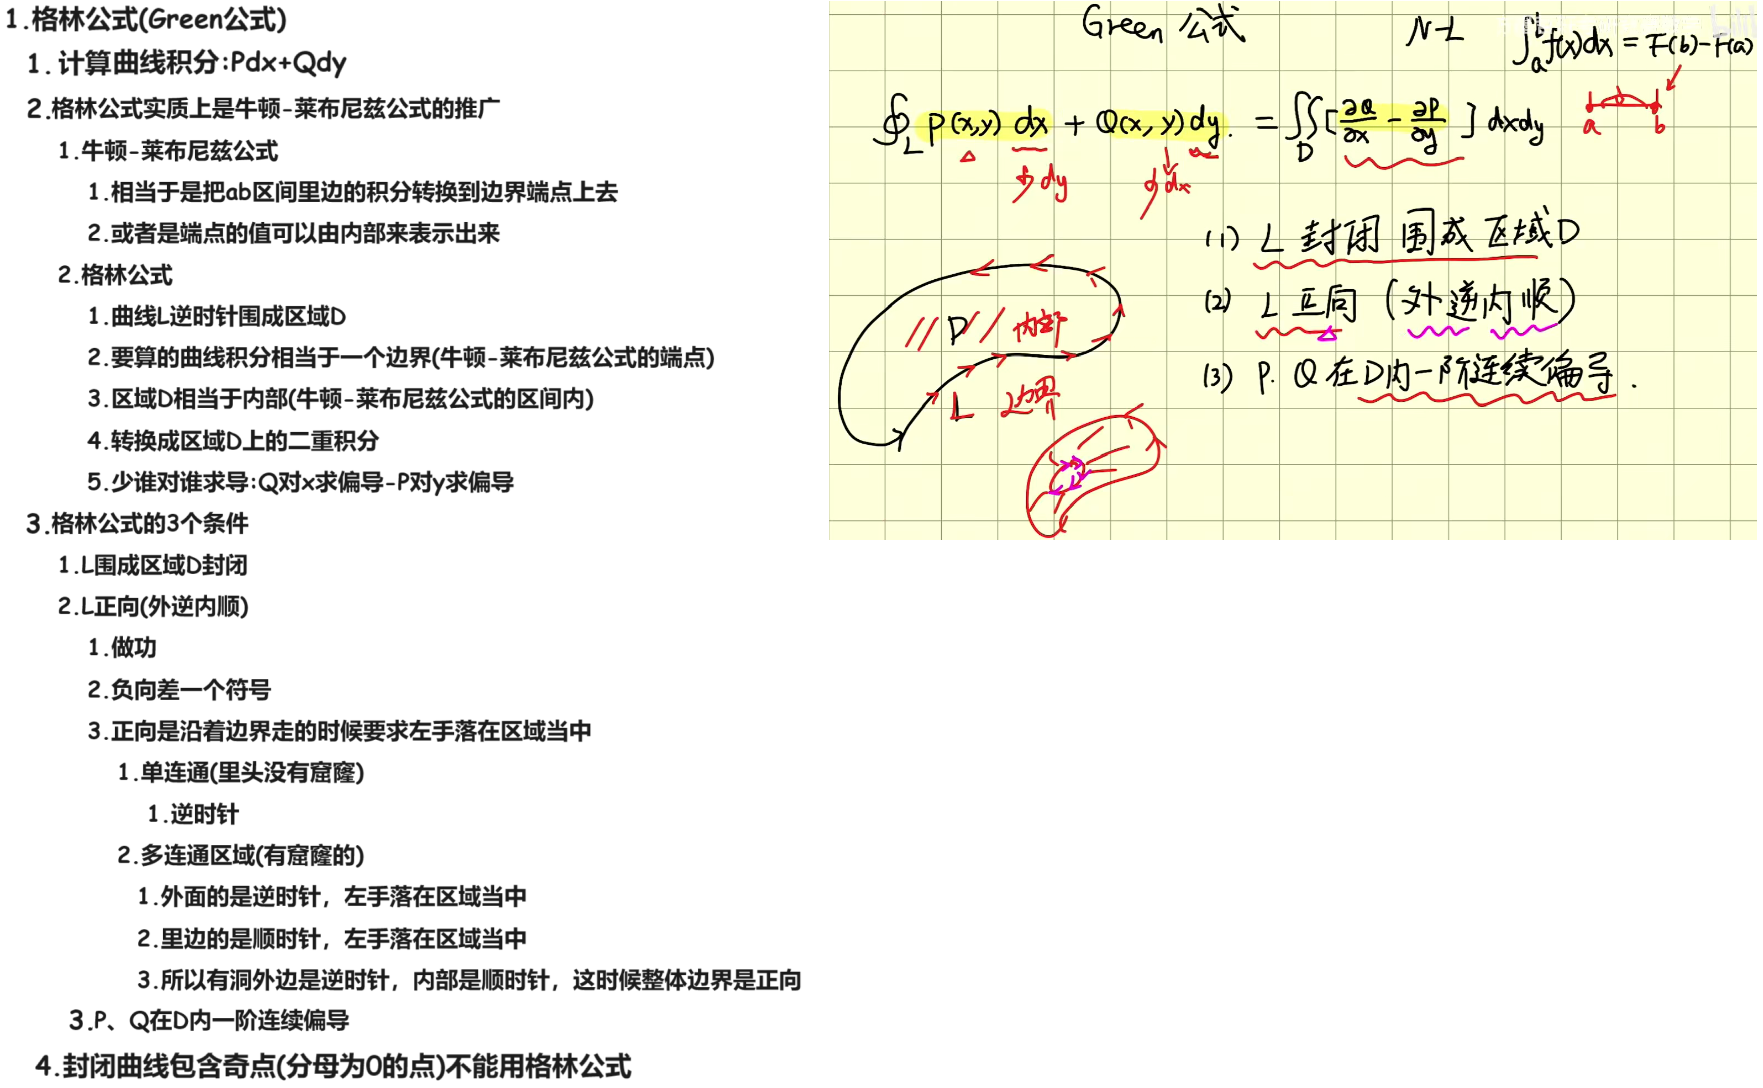 1.格林公式(Green公式)
1.计算曲线积分:Pdx+Qdy
2.格林公式实质上是牛顿-莱布尼兹公式的推广
1.牛顿-莱布尼兹公式
1.相当于是把ab区间里边的积分转换到边界端点上去
2.或者是端点的值可以由内部来表示出来
2.格林公式
1.曲线L逆时针围成区域D
2.要算的曲线积分相当于一个边界(牛顿-莱布尼兹公式的端点)
3.区域D相当于内部(牛顿-莱布尼兹公式的区间内)
4.转换成区域D上的二重积分
5.少谁对谁求导:Q对x求偏导-P对y求偏导
3.格林公式的3个条件
1.L围成区域D封闭
2.L正向(外逆内顺)
1.做功
2.负向差一个符号
3.正向是沿着边界走的时候要求左手落在区域当中
1.单连通(里头没有窟窿)
1.逆时针
2.多连通区域(有窟窿的)
1.外面的是逆时针，左手落在区域当中
2.里边的是顺时针，左手落在区域当中
3.所以有洞外边是逆时针，内部是顺时针，这时候整体边界是正向
3.P、Q在D内一阶连续偏导
4.封闭曲线包含奇点(分母为0的点)不能用格林公式
Green 公式
N-L
∫_a^b f(x)dx = F(b)-F(a)
a b
∮_L P(x,y) dx + Q(x,y) dy. = ∬_D [∂Q/∂x - ∂P/∂y] dxdy
少dy 少dx
(1) L 封闭 围成 区域D
(2) L 正向 (外逆内顺)
(3) P. Q 在D内一阶连续偏导.
D 内部
L 边界